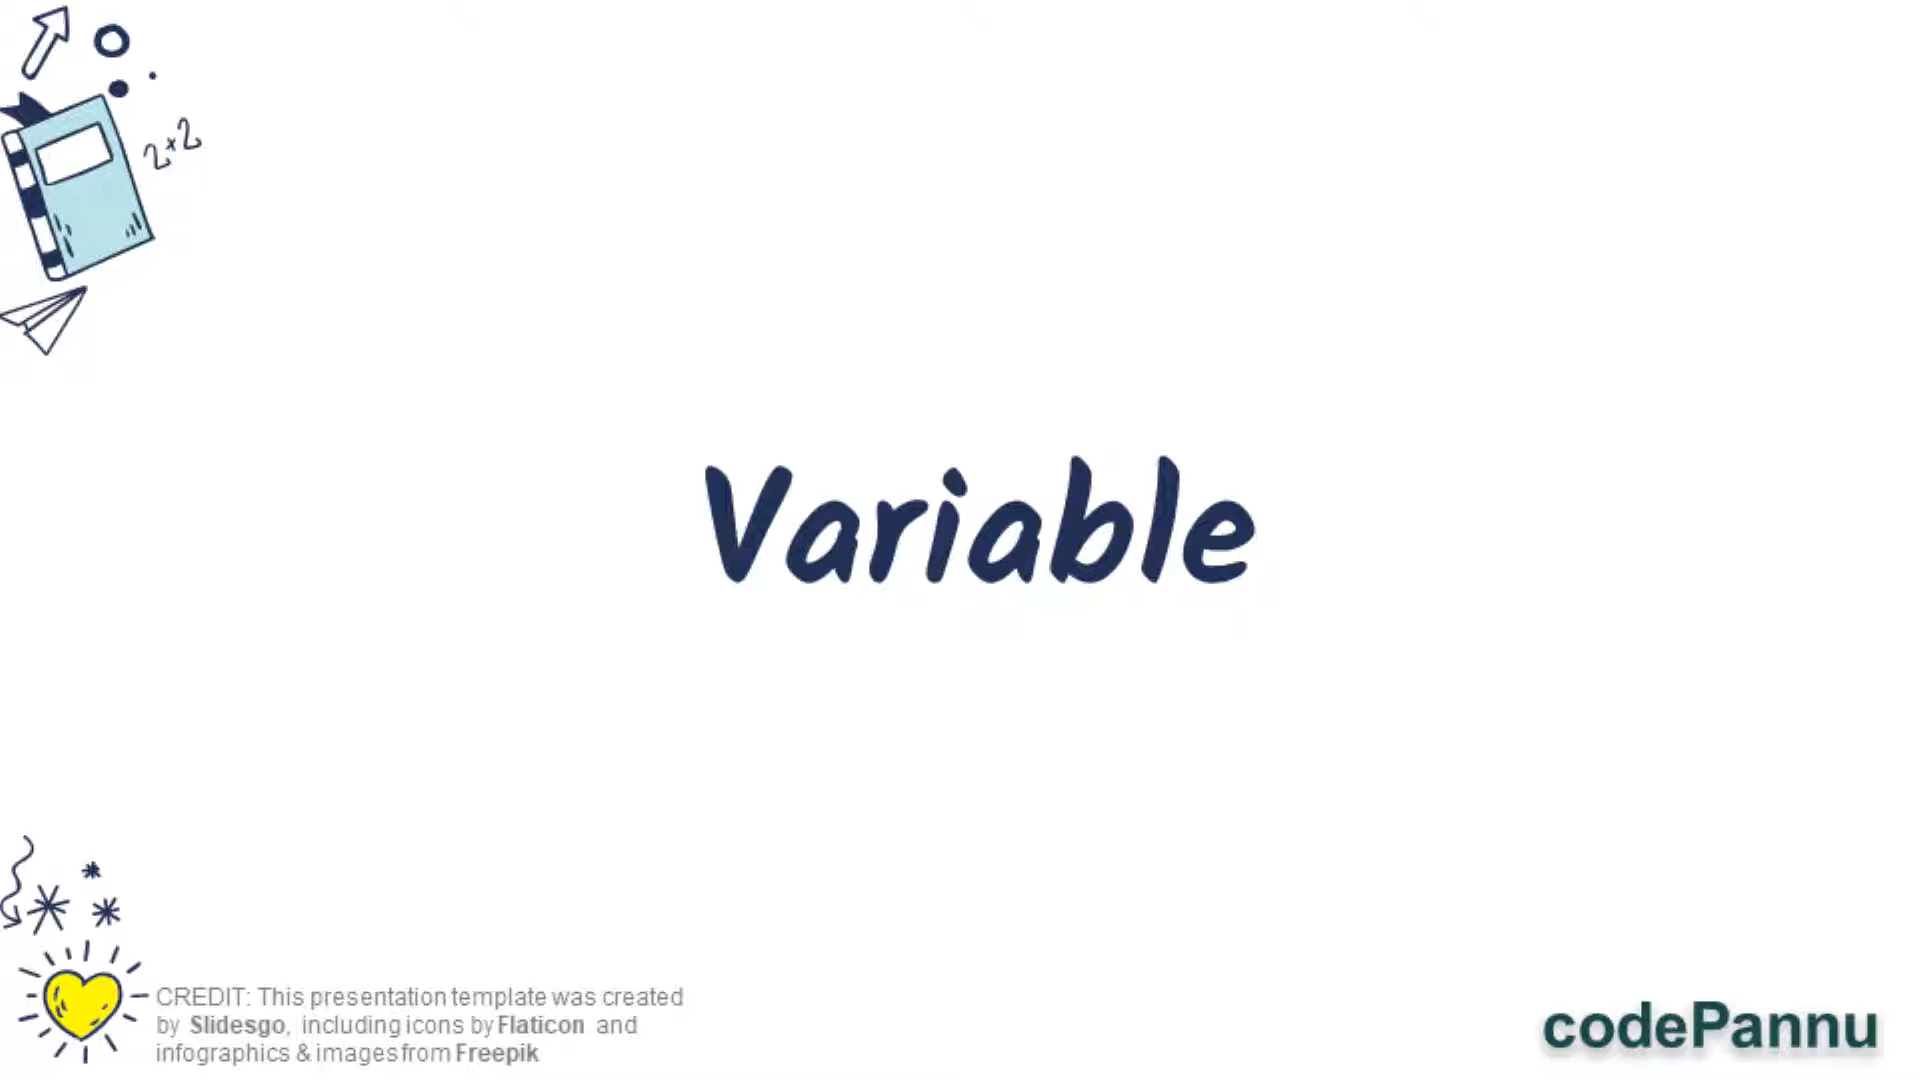 2×2
Variable
CREDIT: This presentation template was created
by Slidesgo, including icons by Flaticon and
infographics & images from Freepik
codePannu